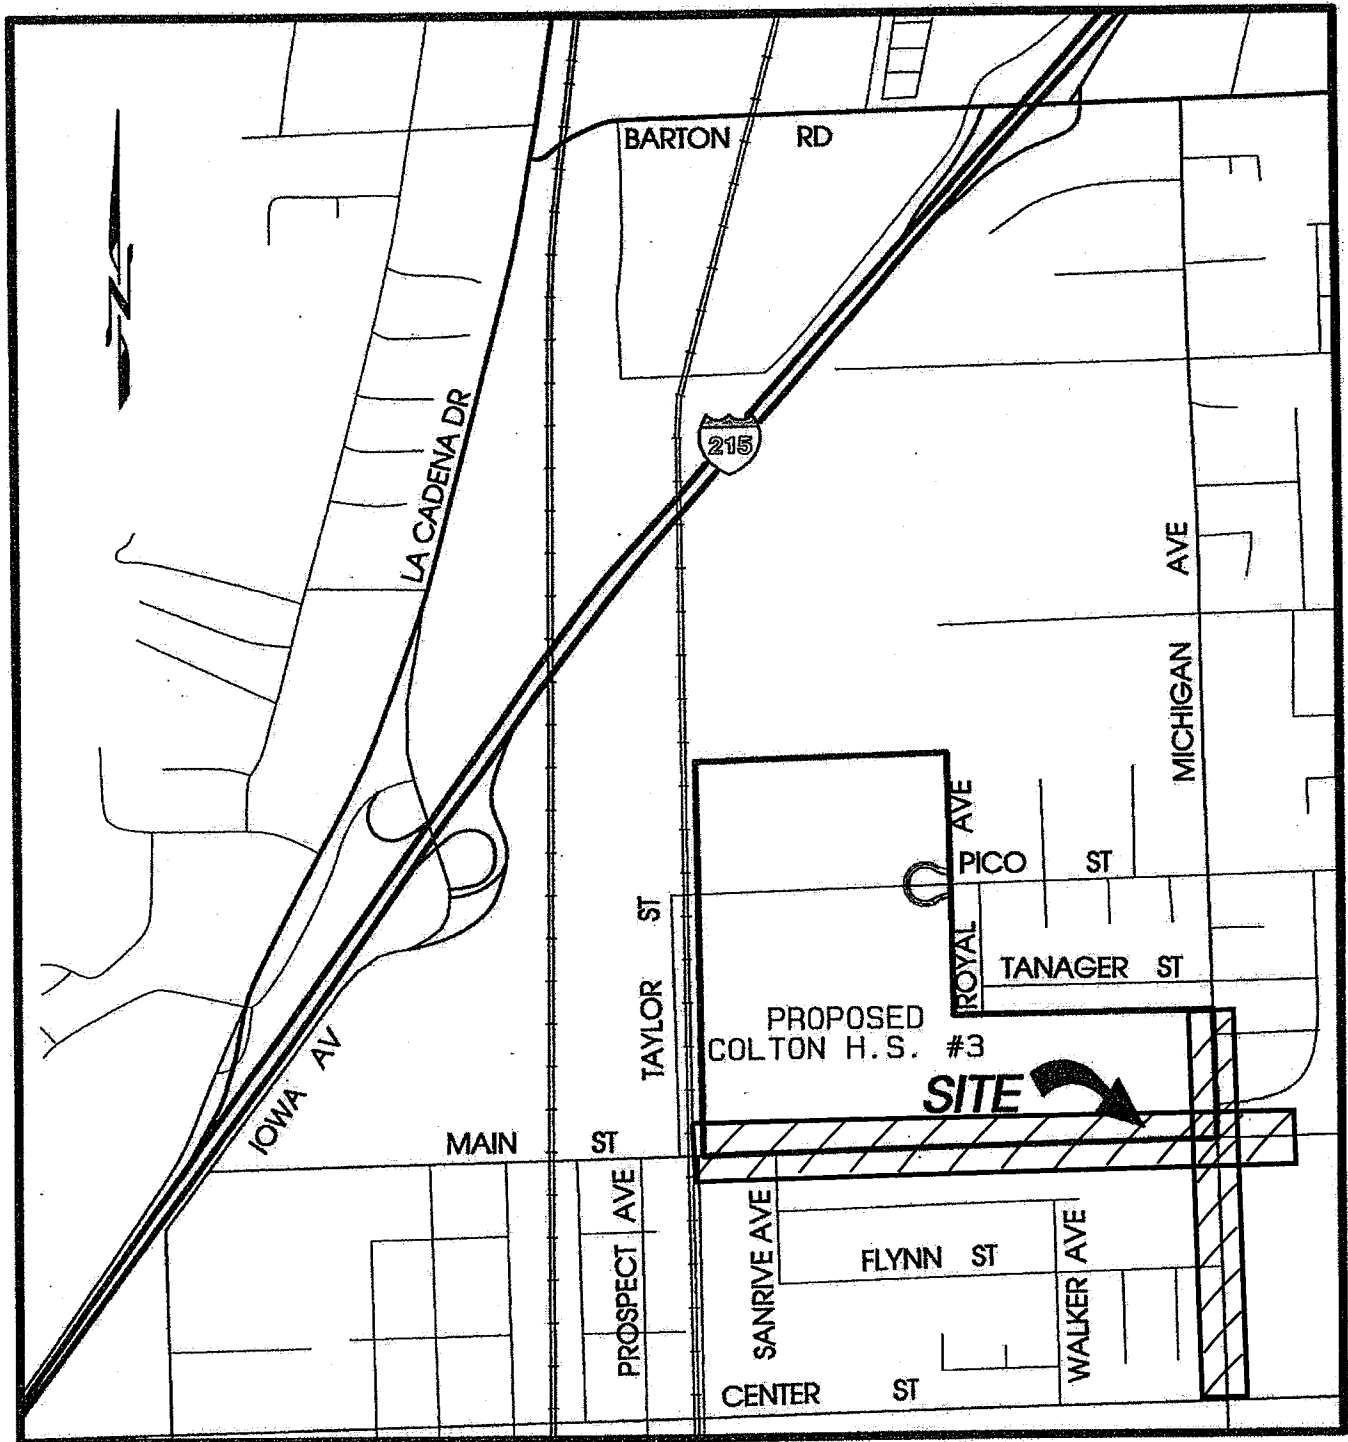 BARTON RD
N
LA CADENA DR
215
MICHIGAN AVE
ROYAL AVE
PICO ST
TAYLOR ST
TANAGER ST
PROPOSED
COLTON H.S. #3
SITE
IOWA AV
MAIN ST
PROSPECT AVE
SANRIVE AVE
FLYNN ST
WALKER AVE
CENTER ST